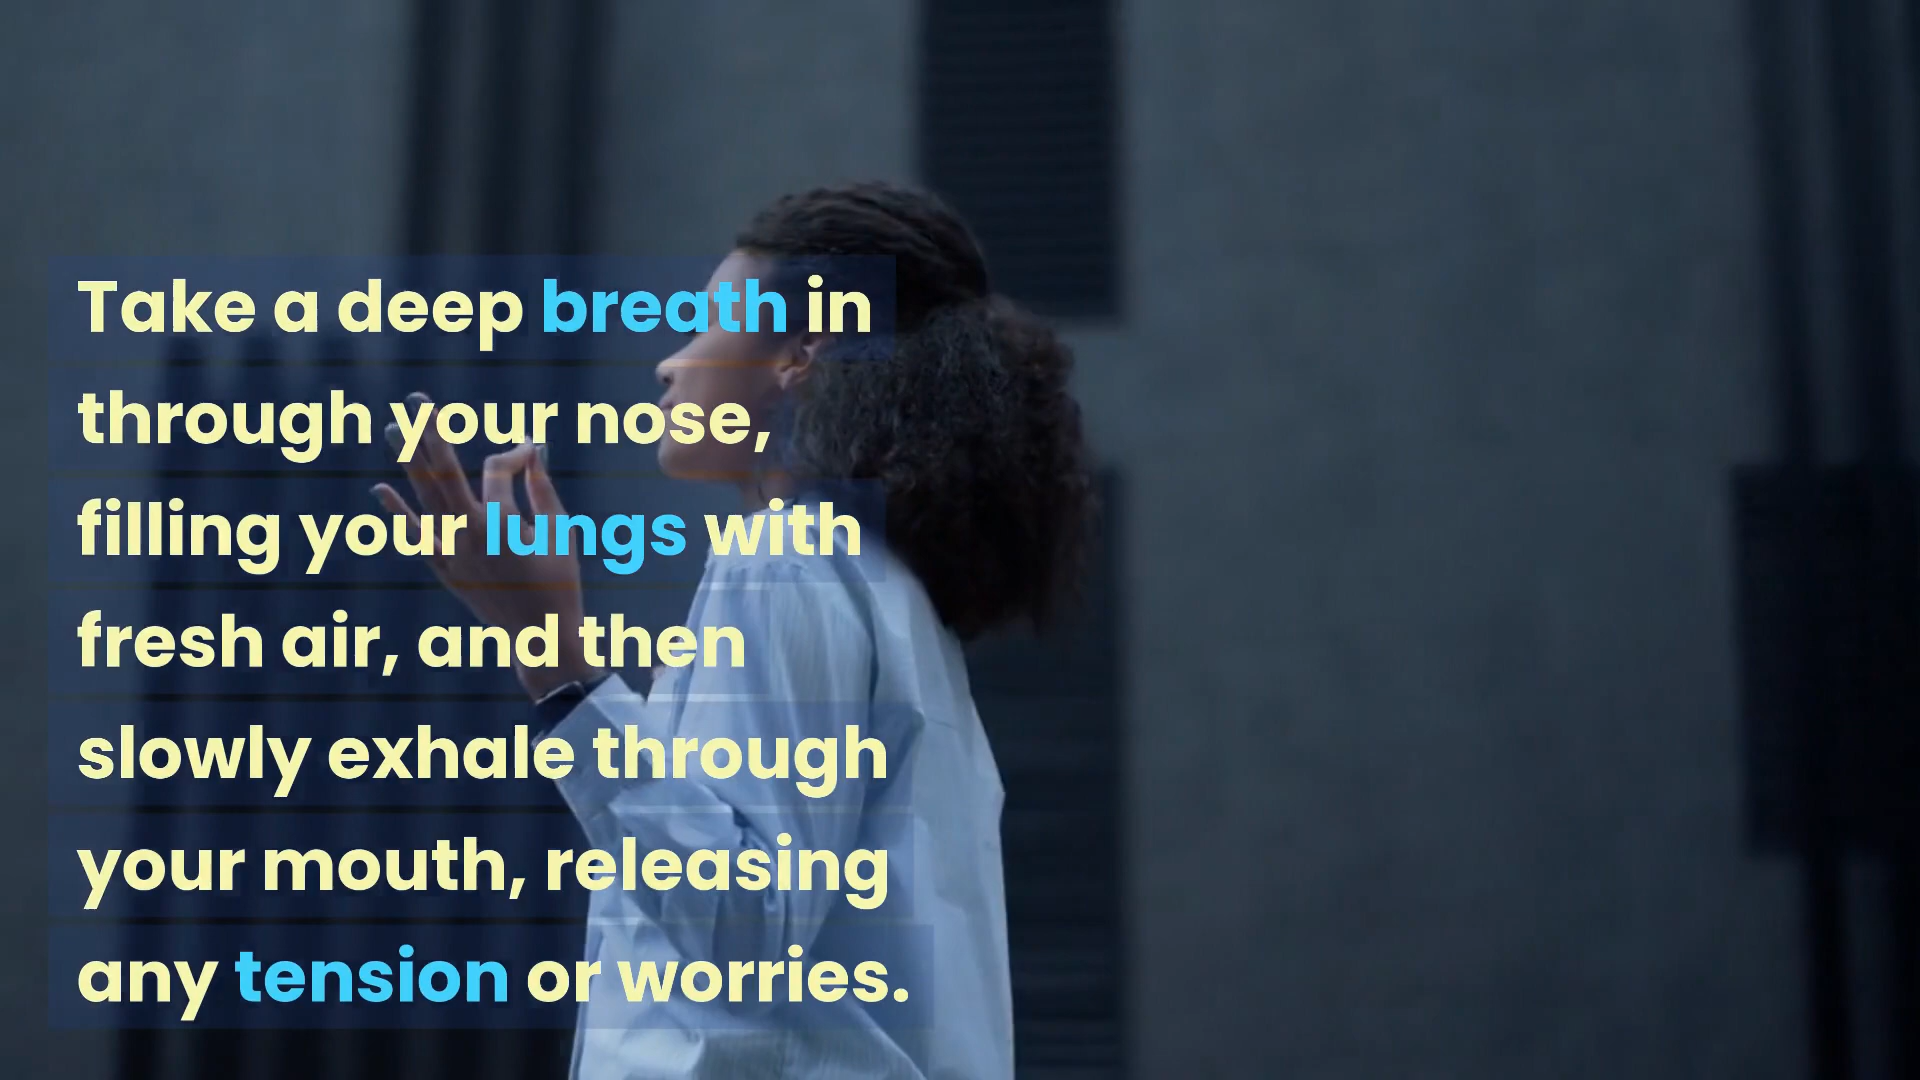 Take a deep breath in
through your nose,
filling your lungs with
fresh air, and then
slowly exhale through
your mouth, releasing
any tension or worries.